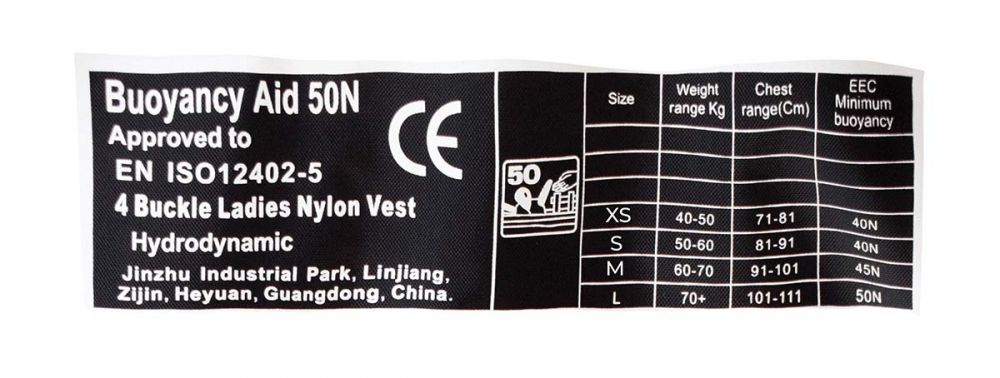 Buoyancy Aid 50N
CE
Approved to
EN ISO12402-5
4 Buckle Ladies Nylon Vest
Hydrodynamic
Jinzhu Industrial Park, Linjiang,
Zijin, Heyuan, Guangdong, China.
50
Size Weight range Kg Chest range(Cm) EEC Minimum buoyancy
XS 40-50 71-81 40N
S 50-60 81-91 40N
M 60-70 91-101 45N
L 70+ 101-111 50N